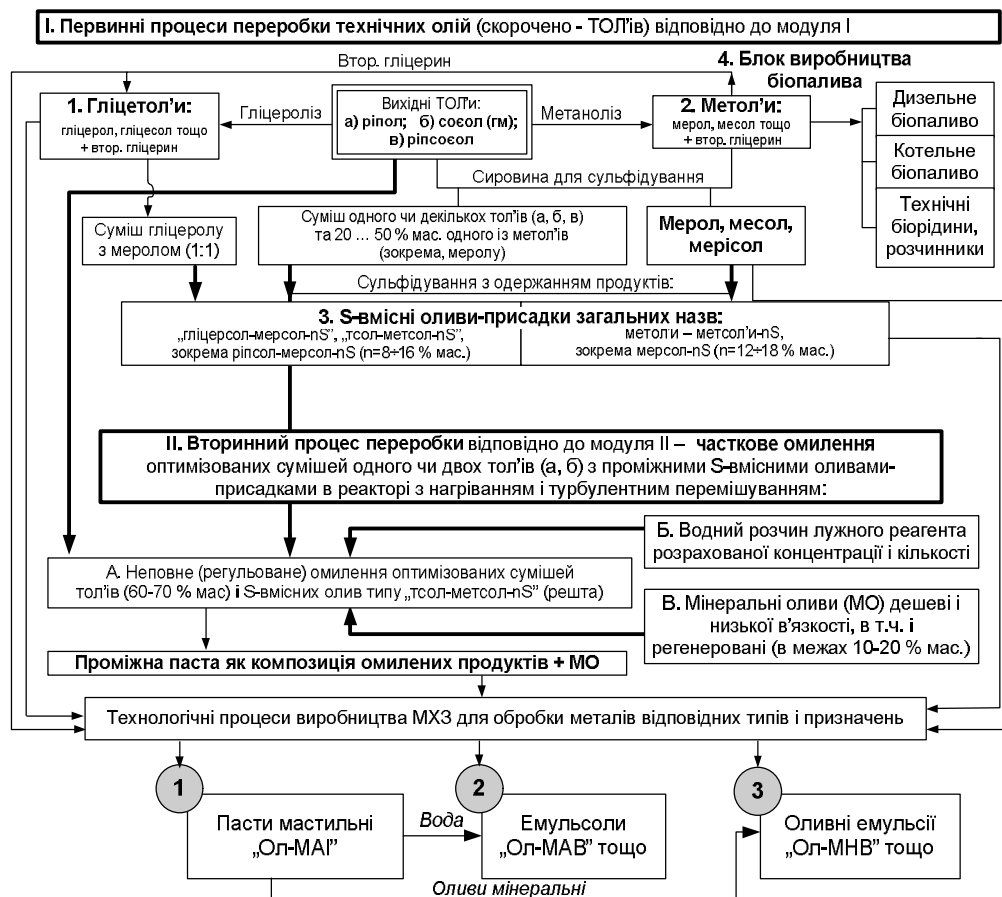 І. Первинні процеси переробки технічних олій (скорочено - ТОЛ'ів) відповідно до модуля І
Втор. гліцерин
4. Блок виробництва
біопалива
1. Гліцетол'и:
гліцерол, гліцесол тощо
+ втор. гліцерин
Гліцероліз
Вихідні ТОЛ'и:
а) ріпол; б) соєол (гм);
в) ріпсоєол
Метаноліз
2. Метол'и:
мерол, месол тощо
+ втор. гліцерин
Дизельне
біопаливо
Котельне
біопаливо
Технічні
біорідини,
розчинники
Сировина для сульфідування
Суміш гліцеролу
з меролом (1:1)
Суміш одного чи декількох тол'ів (а, б, в)
та 20 ... 50 % мас. одного із метол'ів
(зокрема, меролу)
Мерол, месол,
мерісол
Сульфідування з одержанням продуктів:
3. S-вмісні оливи-присадки загальних назв:
„гліцерсол-мерсол-nS”, „тсол-метсол-nS”,
зокрема ріпсол-мерсол-nS (n=8÷16 % мас.)
метоли – метсол'и-nS,
зокрема мерсол-nS (n=12÷18 % мас.)
ІІ. Вторинний процес переробки відповідно до модуля ІІ – часткове омилення
оптимізованих сумішей одного чи двох тол'ів (а, б) з проміжними S-вмісними оливами-
присадками в реакторі з нагріванням і турбулентним перемішуванням:
Б. Водний розчин лужного реагента
розрахованої концентрації і кількості
А. Неповне (регульоване) омилення оптимізованих сумішей
тол'ів (60-70 % мас) і S-вмісних олив типу „тсол-метсол-nS” (решта)
В. Мінеральні оливи (МО) дешеві і
низької в'язкості, в т.ч. і
регенеровані (в межах 10-20 % мас.)
Проміжна паста як композиція омилених продуктів + МО
Технологічні процеси виробництва МХЗ для обробки металів відповідних типів і призначень
1
2
3
Пасти мастильні
„Ол-МАІ”
Вода
Емульсоли
„Ол-МАВ” тощо
Оливні емульсії
„Ол-МНВ” тощо
Оливи мінеральні